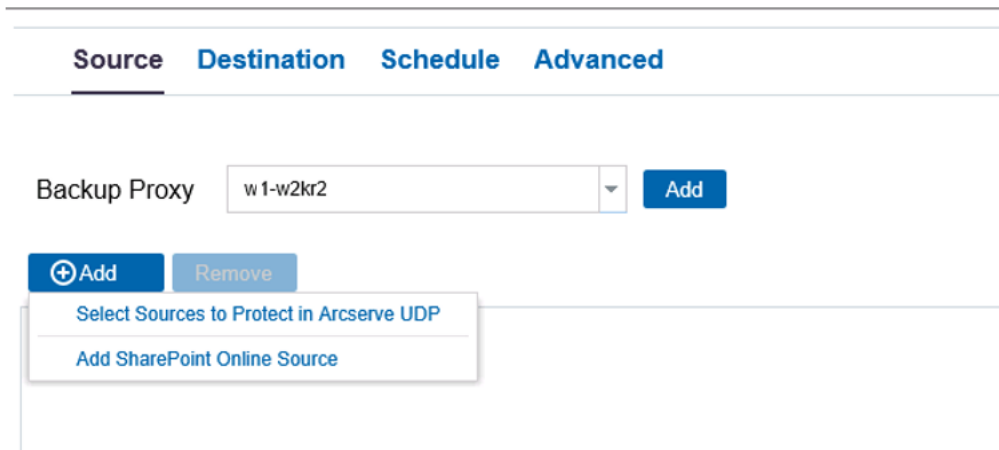 Source Destination Schedule Advanced
Backup Proxy w1-w2kr2 Add
Add Remove
Select Sources to Protect in Arcserve UDP
Add SharePoint Online Source